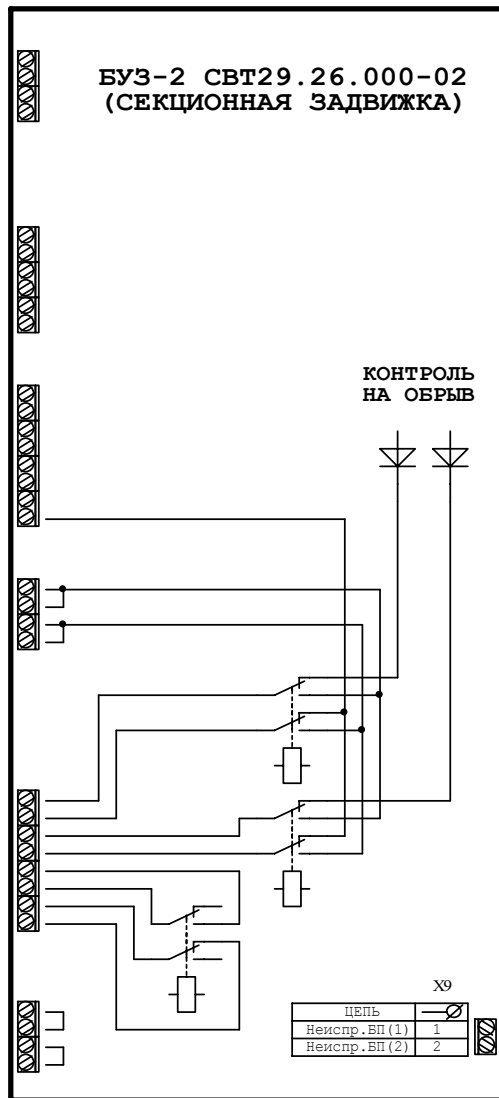 БУЗ-2 СВТ29.26.000-02
(СЕКЦИОННАЯ ЗАДВИЖКА)
КОНТРОЛЬ
НА ОБРЫВ
X9
ЦЕПЬ
Неиспр.БП(1) 1
Неиспр.БП(2) 2